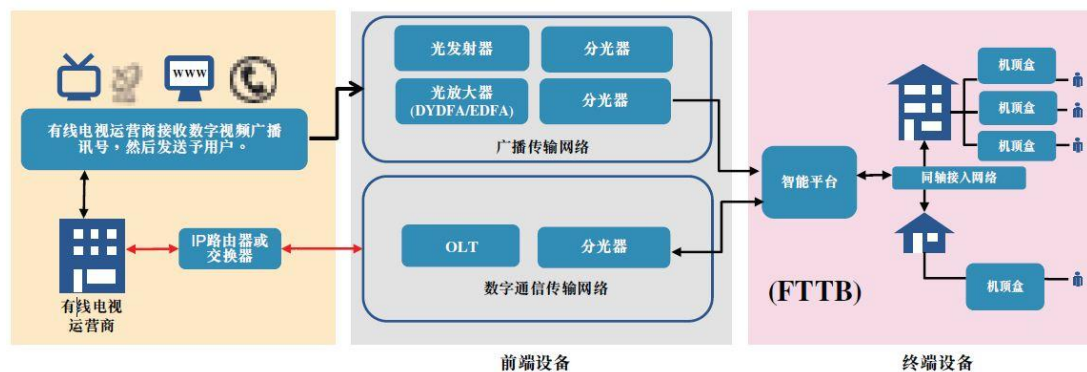 WWW
有线电视运营商接收数字视频广播
讯号，然后发送予用户。
IP路由器或
交换器
有线电视
运营商
光发射器
分光器
光放大器
(DYDFA/EDFA)
分光器
广播传输网络
OLT
分光器
数字通信传输网络
前端设备
智能平台
同轴接入网络
机顶盒
机顶盒
机顶盒
机顶盒
(FTTB)
终端设备